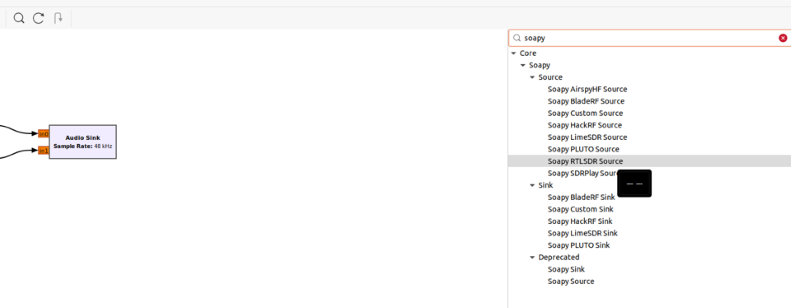 soapy
Core
Soapy
Source
Soapy AirspyHF Source
Soapy BladeRF Source
Soapy Custom Source
Soapy HackRF Source
Soapy LimeSDR Source
Soapy PLUTO Source
Soapy RTLSDR Source
Soapy SDRPlay
Sink
Soapy BladeRF Sink
Soapy Custom Sink
Soapy HackRF Sink
Soapy LimeSDR Sink
Soapy PLUTO Sink
Deprecated
Soapy Sink
Soapy Source
in0
in1
Audio Sink
Sample Rate: 48 kHz